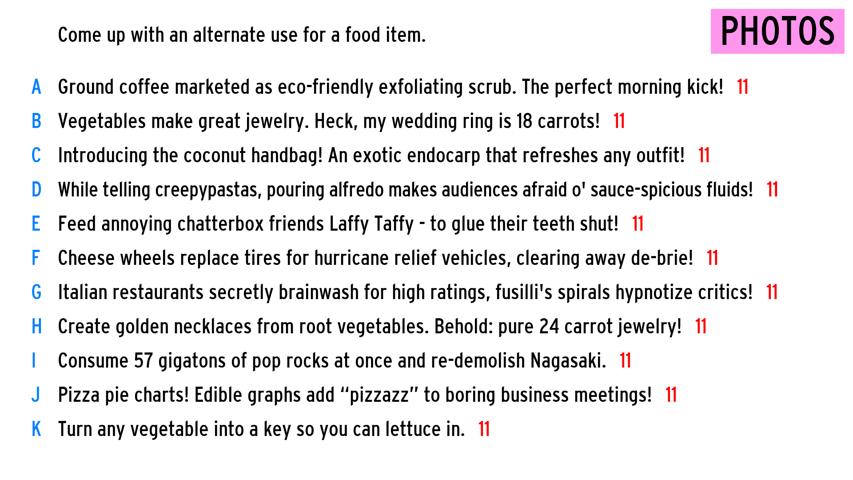 Come up with an alternate use for a food item.
PHOTOS
A Ground coffee marketed as eco-friendly exfoliating scrub. The perfect morning kick! 11
B Vegetables make great jewelry. Heck, my wedding ring is 18 carrots! 11
C Introducing the coconut handbag! An exotic endocarp that refreshes any outfit! 11
D While telling creepypastas, pouring alfredo makes audiences afraid o' sauce-spicious fluids! 11
E Feed annoying chatterbox friends Laffy Taffy - to glue their teeth shut! 11
F Cheese wheels replace tires for hurricane relief vehicles, clearing away de-brie! 11
G Italian restaurants secretly brainwash for high ratings, fusilli's spirals hypnotize critics! 11
H Create golden necklaces from root vegetables. Behold: pure 24 carrot jewelry! 11
I Consume 57 gigatons of pop rocks at once and re-demolish Nagasaki. 11
J Pizza pie charts! Edible graphs add “pizzazz” to boring business meetings! 11
K Turn any vegetable into a key so you can lettuce in. 11